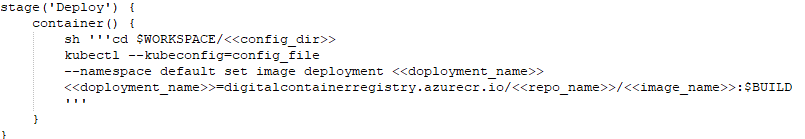 stage('Deploy') {
container() {
sh '''cd $WORKSPACE/<<config_dir>>
kubectl --kubeconfig=config_file
--namespace default set image deployment <<doployment_name>>
<<doployment_name>>=digitalcontainerregistry.azurecr.io/<<repo_name>>/<<image_name>>:$BUILD
'''
}
}